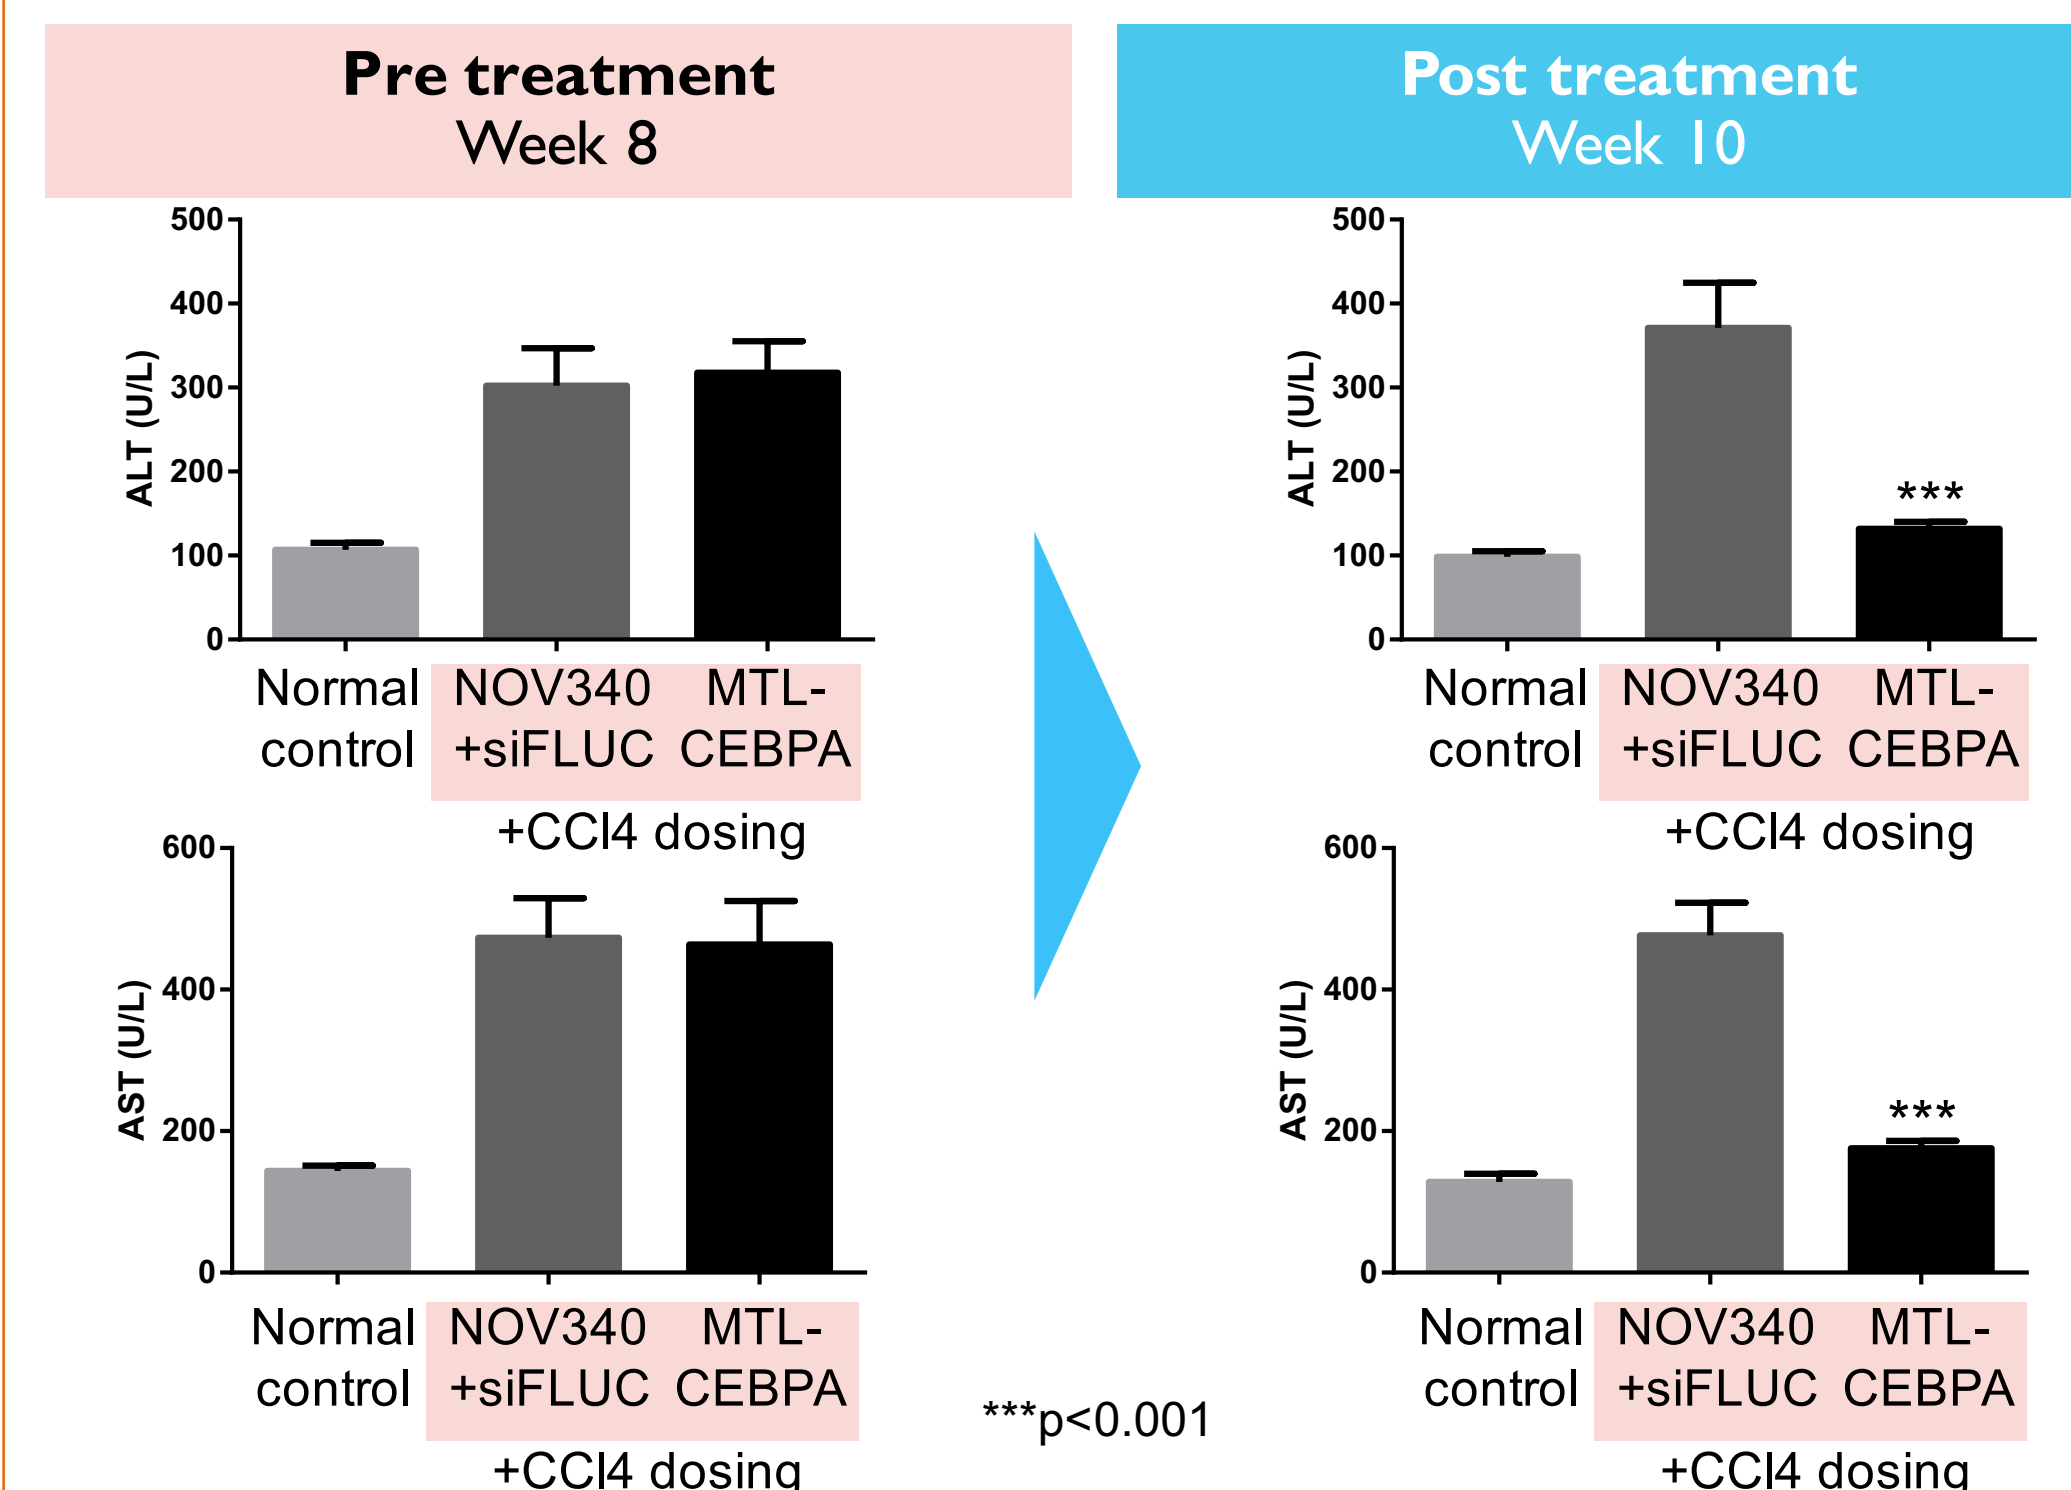 Pre treatment
Week 8
Post treatment
Week 10
500
400
300
200
100
0
ALT (U/L)
Normal control
NOV340 +siFLUC
MTL-CEBPA
+CCl4 dosing
500
400
300
200
100
0
ALT (U/L)
***
Normal control
NOV340 +siFLUC
MTL-CEBPA
+CCl4 dosing
600
400
200
0
AST (U/L)
Normal control
NOV340 +siFLUC
MTL-CEBPA
+CCl4 dosing
***p<0.001
600
400
200
0
AST (U/L)
***
Normal control
NOV340 +siFLUC
MTL-CEBPA
+CCl4 dosing